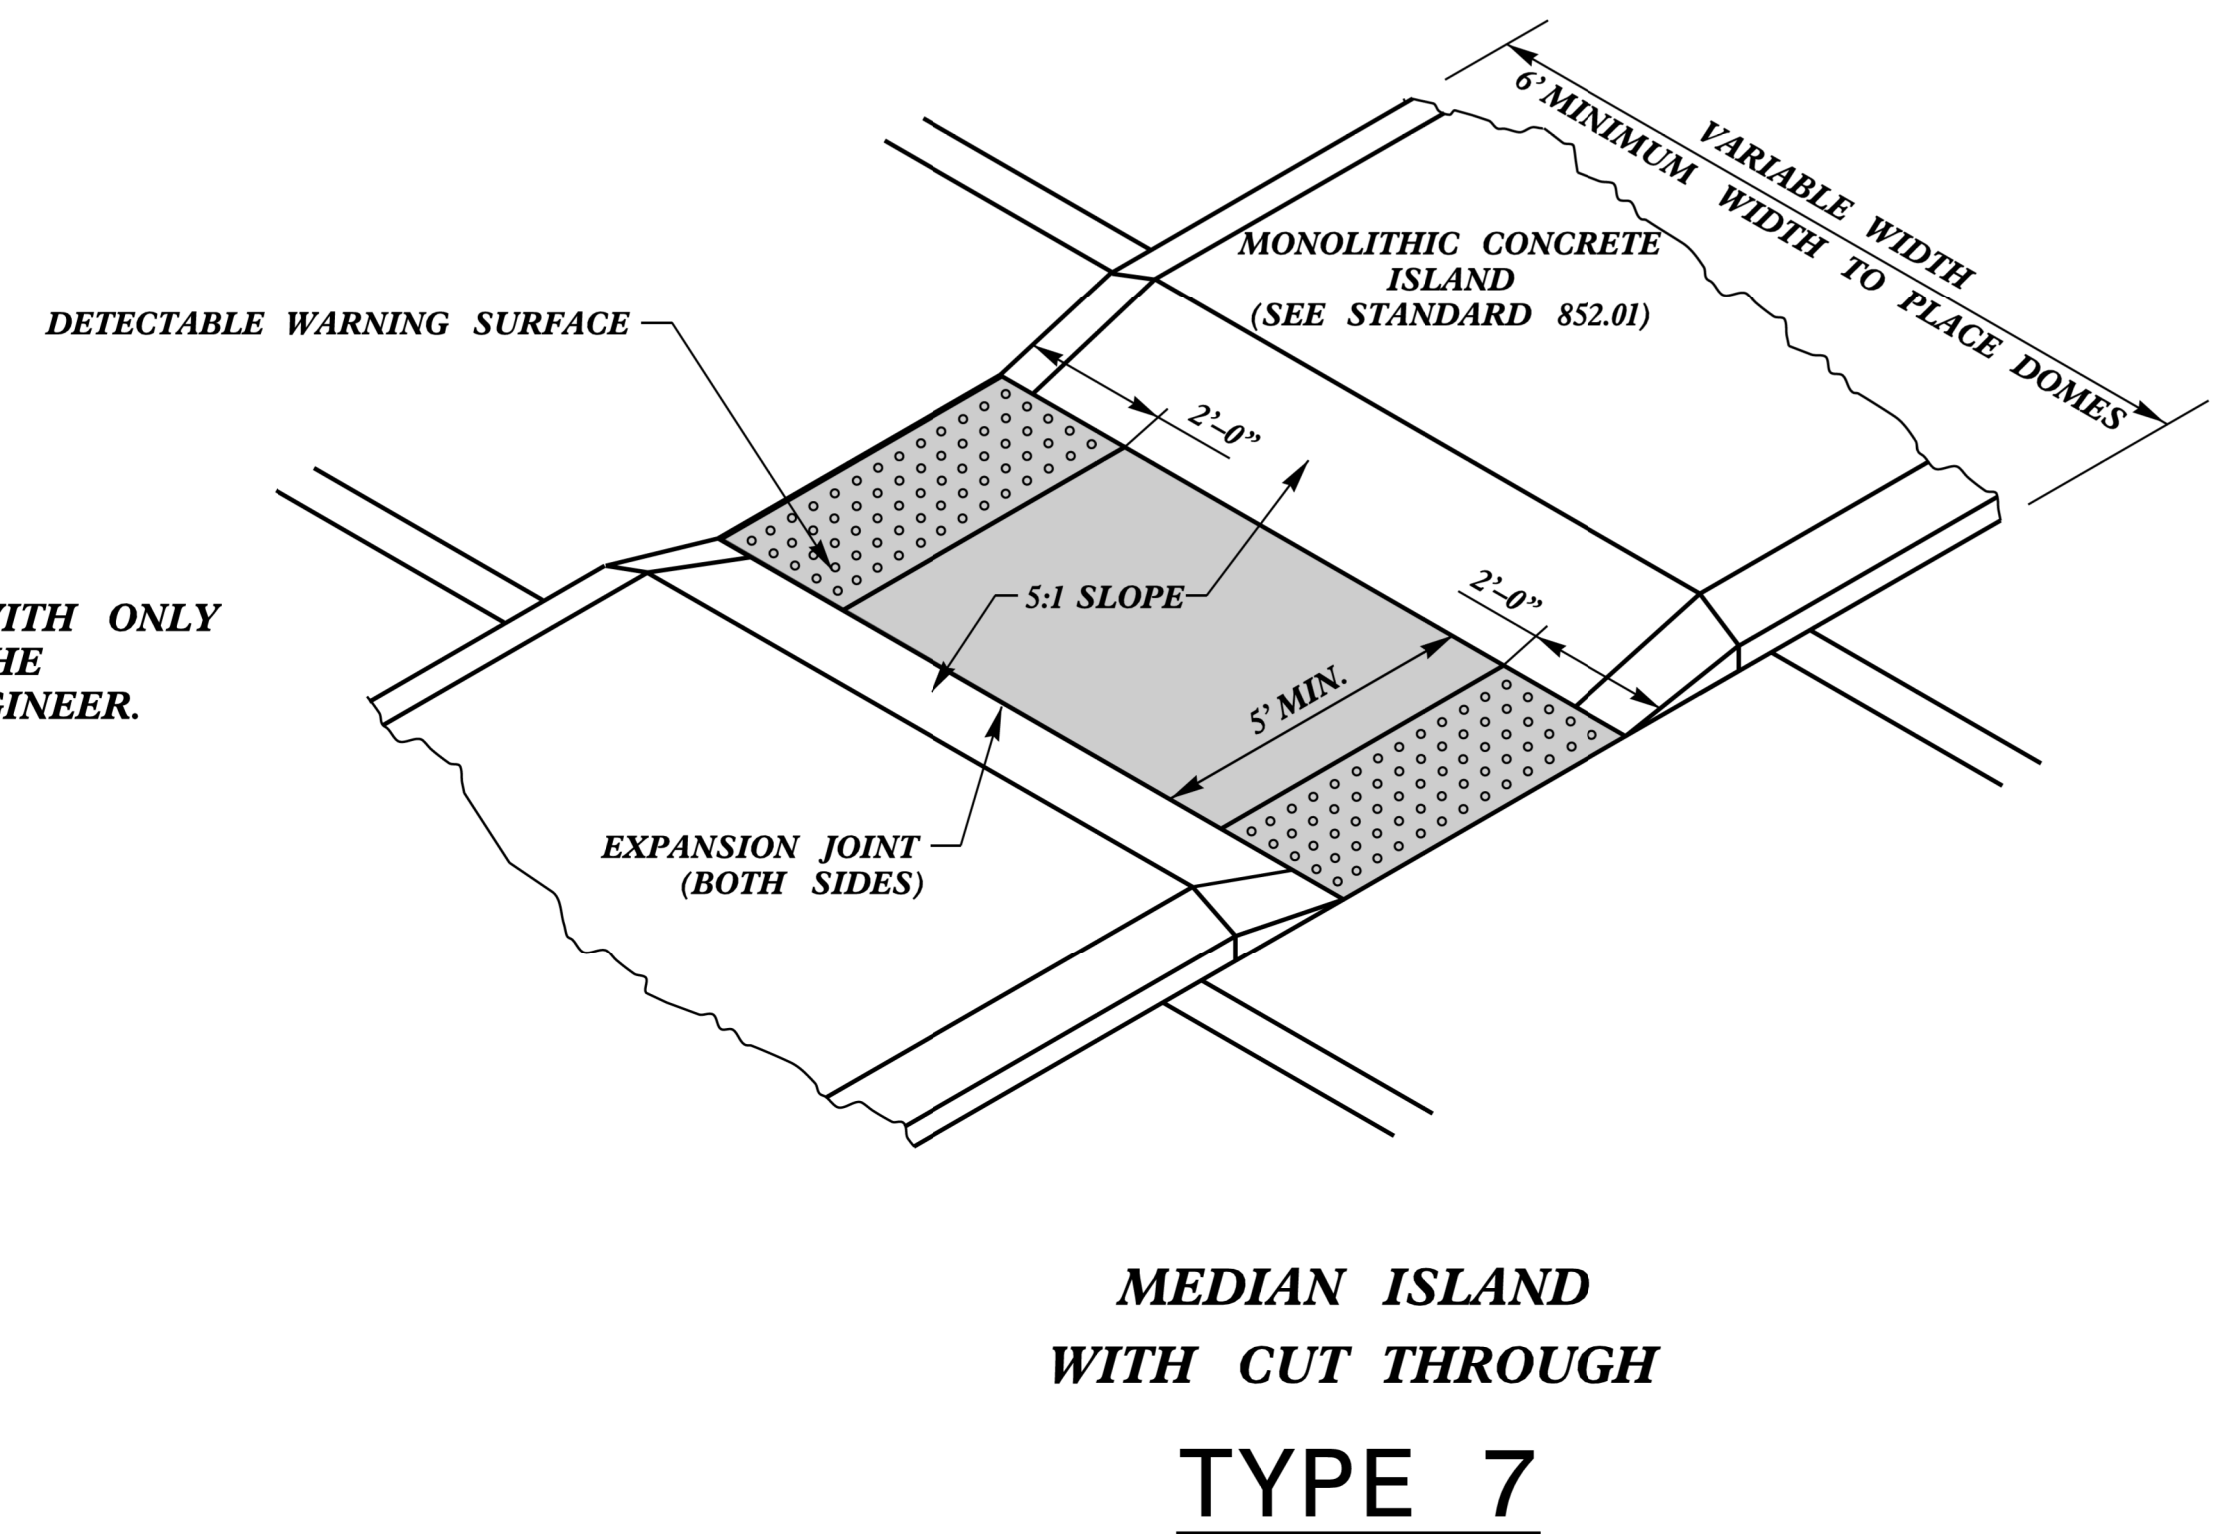 VARIABLE WIDTH
6' MINIMUM WIDTH TO PLACE DOMES
MONOLITHIC CONCRETE
ISLAND
(SEE STANDARD 852.01)
DETECTABLE WARNING SURFACE
2'-0"
5:1 SLOPE
2'-0"
5' MIN.
ONLY
EXPANSION JOINT
(BOTH SIDES)
MEDIAN ISLAND
WITH CUT THROUGH
TYPE 7